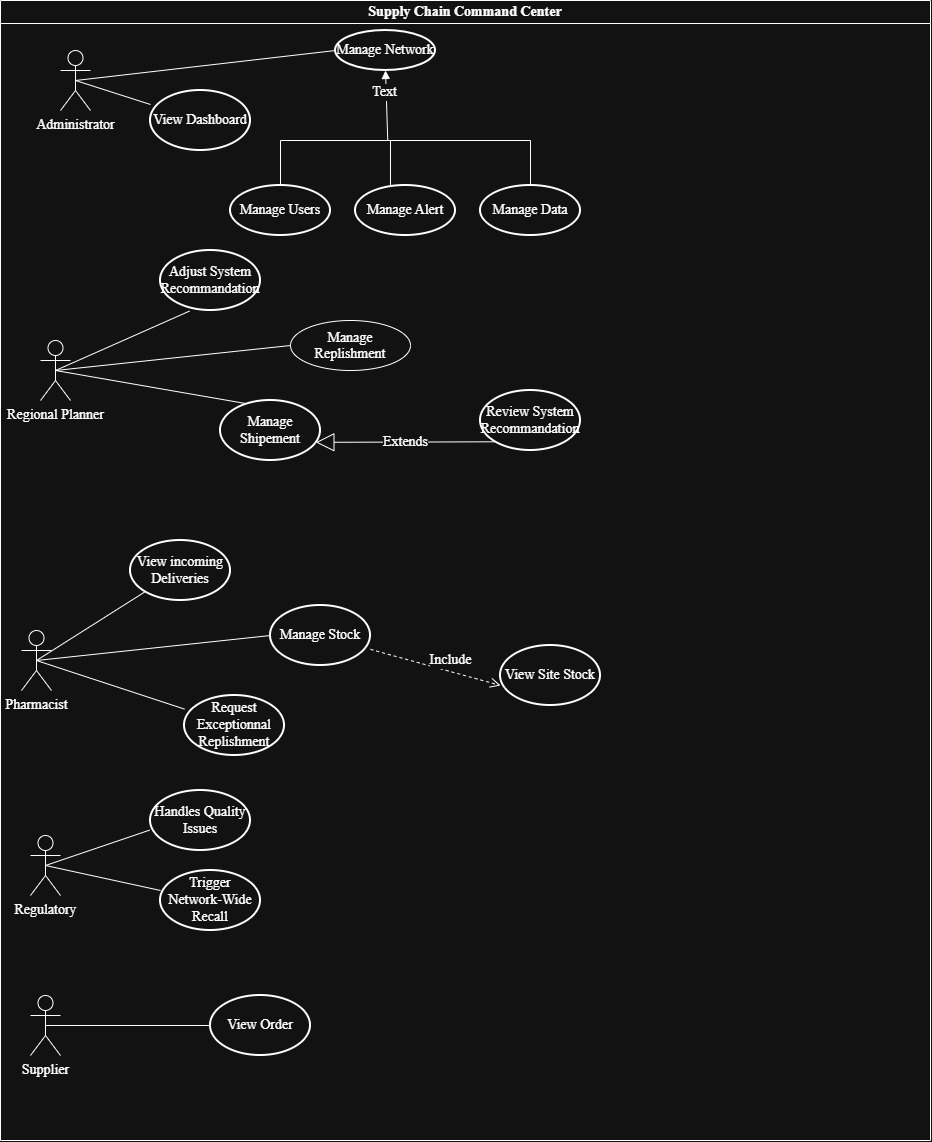 Supply Chain Command Center
Manage Network
Text
Administrator
View Dashboard
Manage Users
Manage Alert
Manage Data
Adjust System
Recommandation
Manage
Replishment
Regional Planner
Manage
Shipement
Extends
Review System
Recommandation
View incoming
Deliveries
Manage Stock
Include
View Site Stock
Pharmacist
Request
Exceptionnal
Replishment
Handles Quality
Issues
Regulatory
Trigger
Network-Wide
Recall
View Order
Supplier